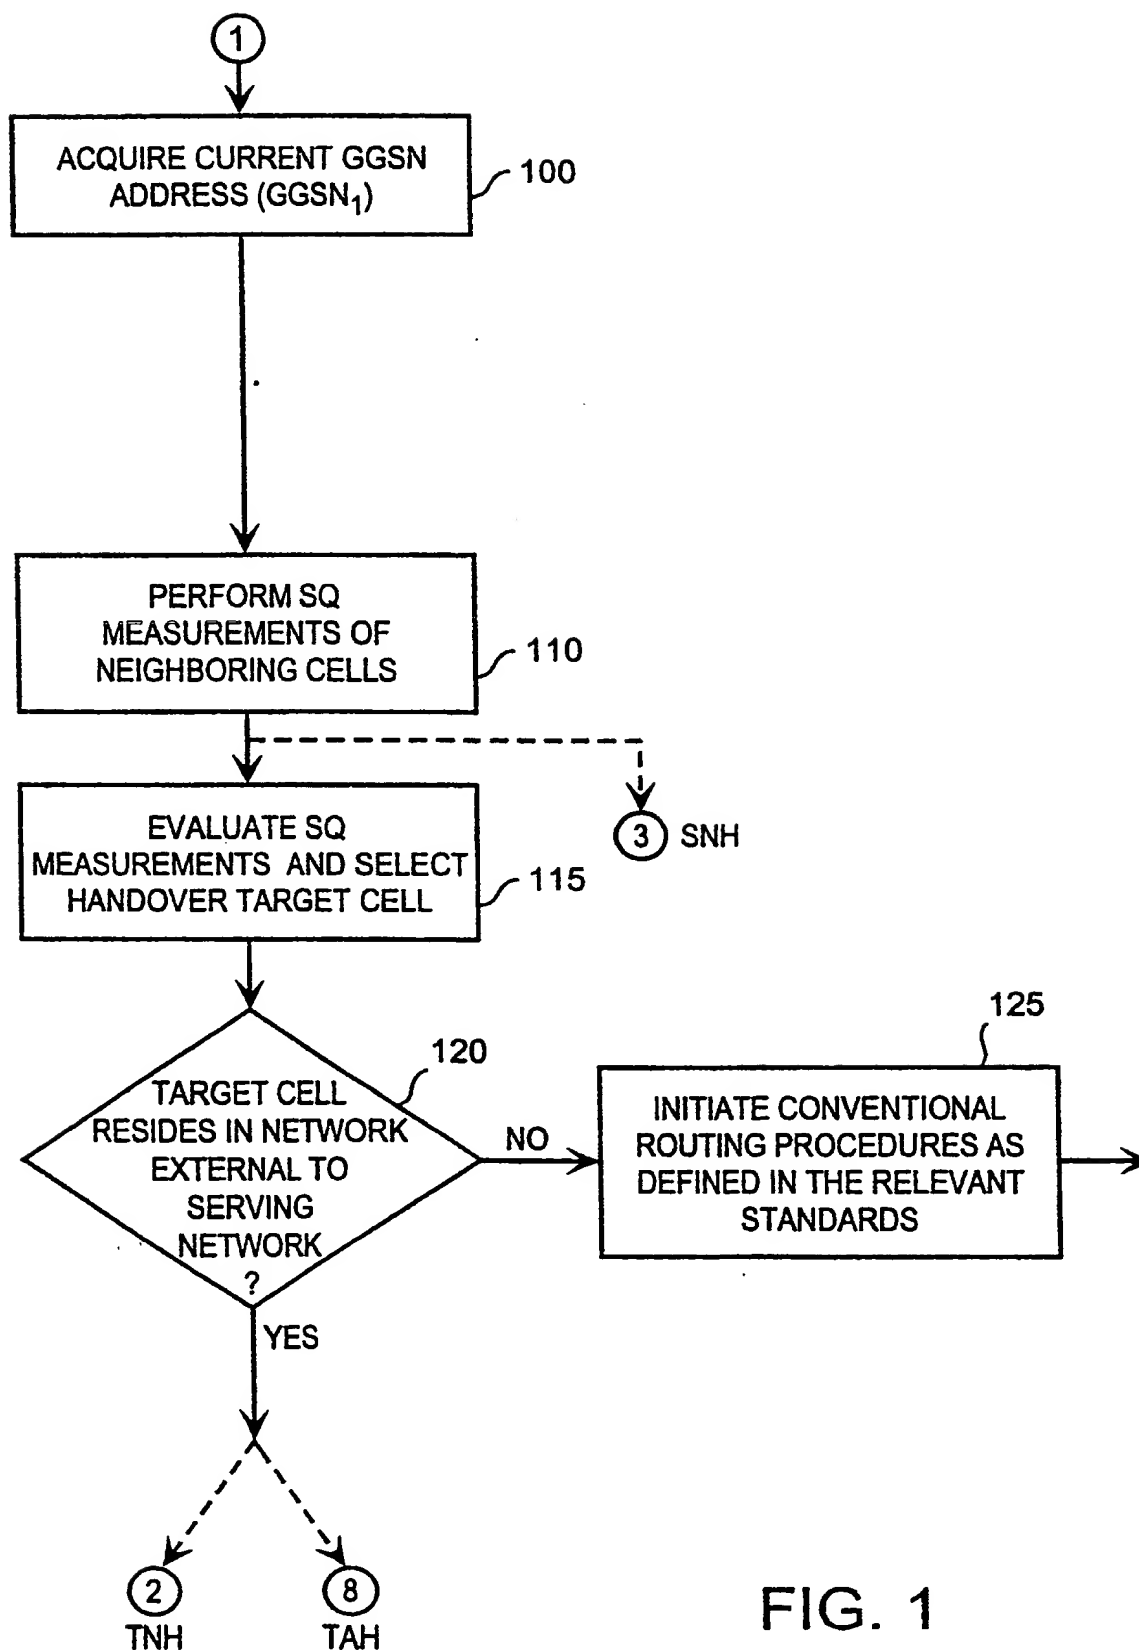 1
ACQUIRE CURRENT GGSN
ADDRESS (GGSN₁)
100
PERFORM SQ
MEASUREMENTS OF
NEIGHBORING CELLS
110
EVALUATE SQ
MEASUREMENTS AND SELECT
HANDOVER TARGET CELL
115
3 SNH
TARGET CELL
RESIDES IN NETWORK
EXTERNAL TO
SERVING
NETWORK
?
120
NO
125
INITIATE CONVENTIONAL
ROUTING PROCEDURES AS
DEFINED IN THE RELEVANT
STANDARDS
YES
2
TNH
8
TAH
FIG. 1